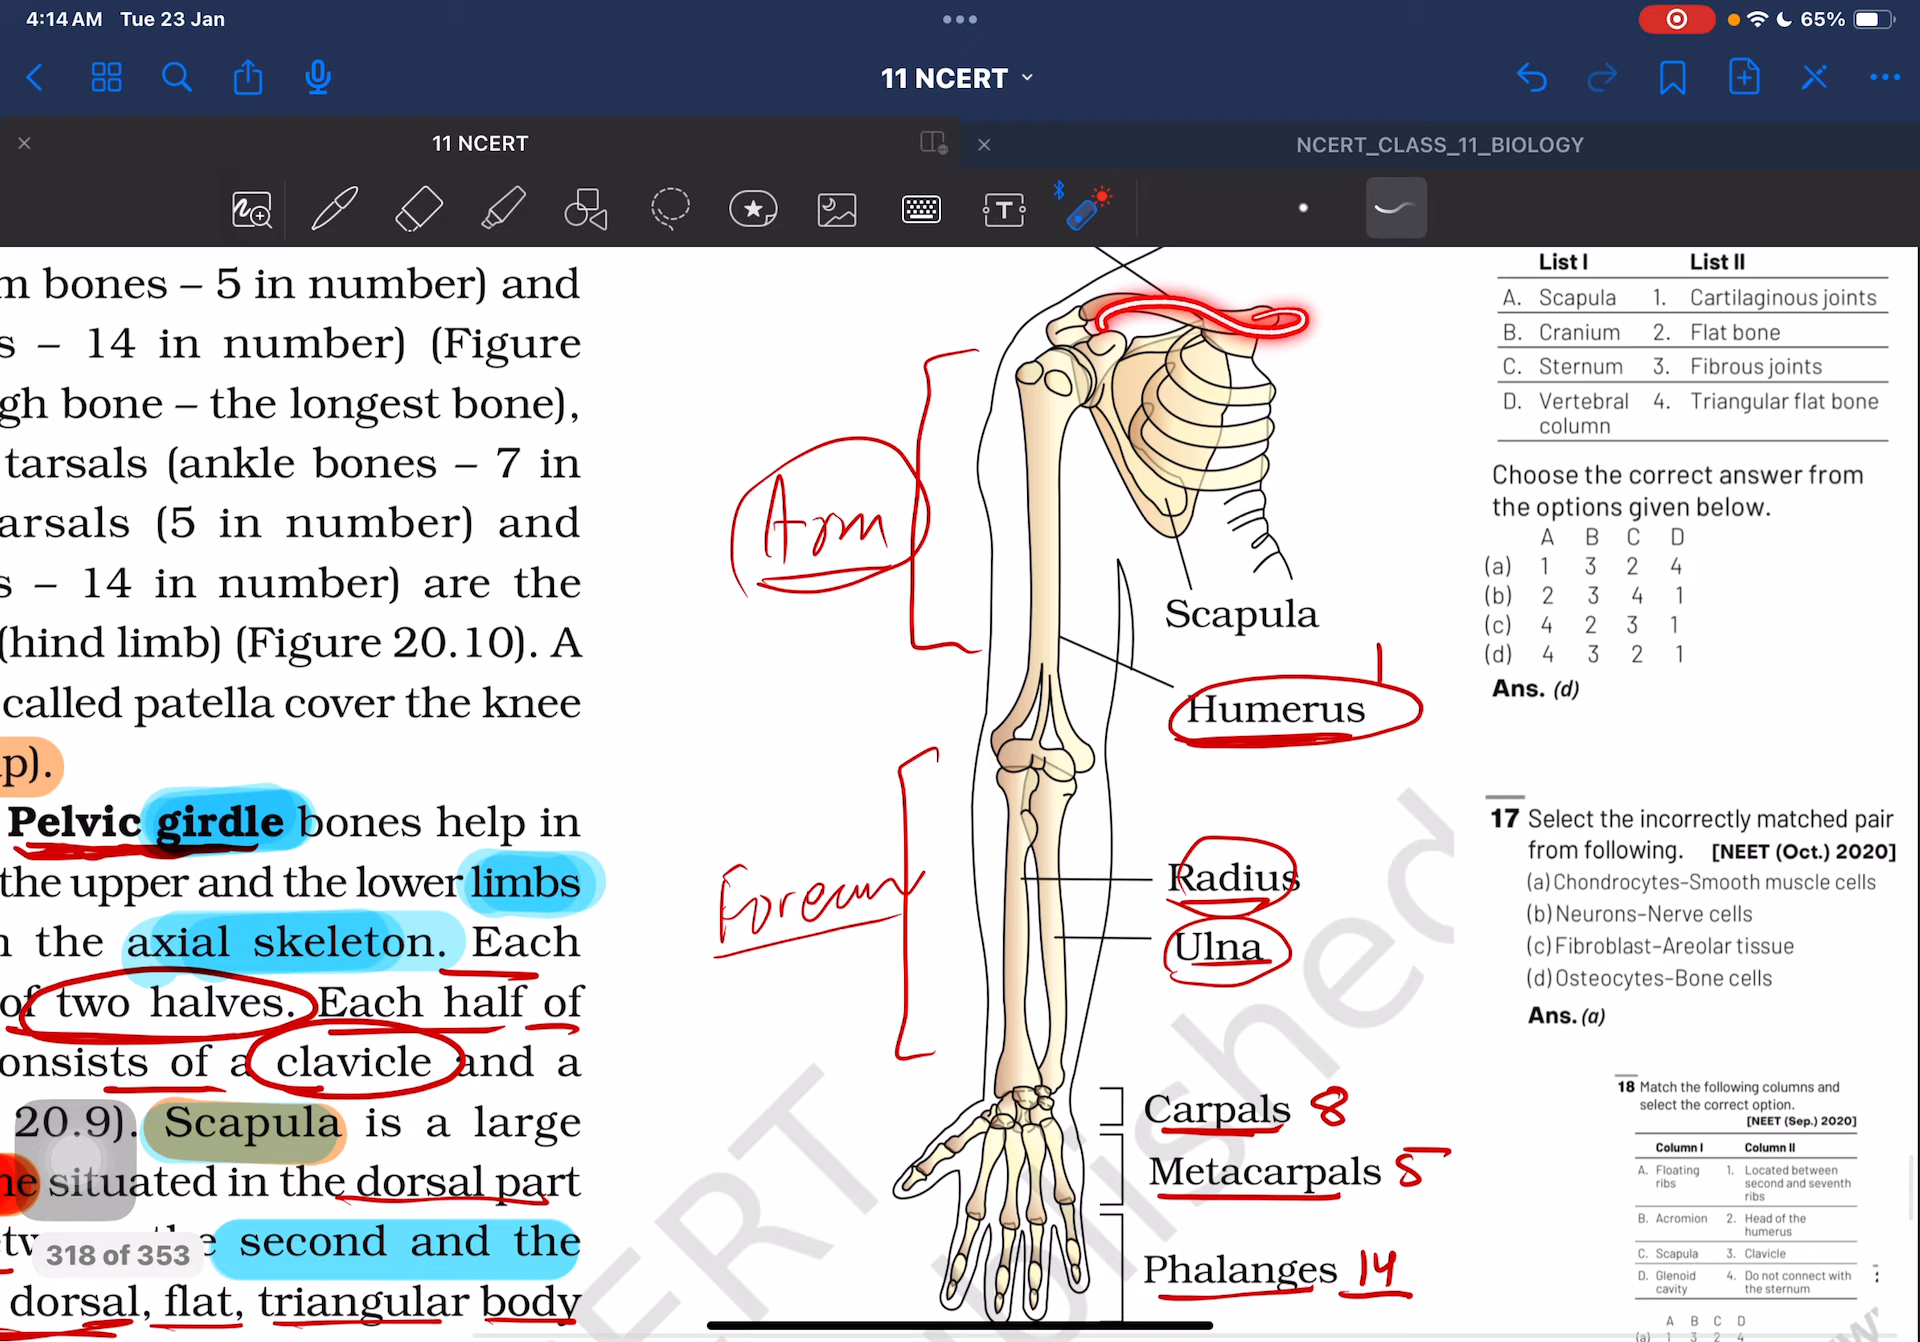 4:14 AM Tue 23 Jan
65%
11 NCERT
11 NCERT
NCERT_CLASS_11_BIOLOGY
m bones – 5 in number) and
s – 14 in number) (Figure
gh bone – the longest bone),
tarsals (ankle bones – 7 in
arsals (5 in number) and
s – 14 in number) are the
(hind limb) (Figure 20.10). A
called patella cover the knee
p).
Pelvic girdle bones help in
the upper and the lower limbs
the axial skeleton. Each
of two halves. Each half of
onsists of a clavicle and a
20.9). Scapula is a large
situated in the dorsal part
second and the
318 of 353
dorsal, flat, triangular body
Arm
Scapula
Humerus
Radius
Ulna
Carpals 8
Metacarpals 5
Phalanges 14
List I List II
A. Scapula 1. Cartilaginous joints
B. Cranium 2. Flat bone
C. Sternum 3. Fibrous joints
D. Vertebral 4. Triangular flat bone
column
Choose the correct answer from
the options given below.
A B C D
(a) 1 3 2 4
(b) 2 3 4 1
(c) 4 2 3 1
(d) 4 3 2 1
Ans. (d)
17 Select the incorrectly matched pair
from following. [NEET (Oct.) 2020]
(a) Chondrocytes–Smooth muscle cells
(b) Neurons–Nerve cells
(c) Fibroblast–Areolar tissue
(d) Osteocytes–Bone cells
Ans. (a)
18 Match the following columns and
select the correct option.
[NEET (Sep.) 2020]
Column I Column II
A. Floating 1. Located between
ribs second and seventh
ribs
B. Acromion 2. Head of the
humerus
C. Scapula 3. Clavicle
D. Glenoid 4. Do not connect with
cavity the sternum
A B C D
(a) 1 3 2 4